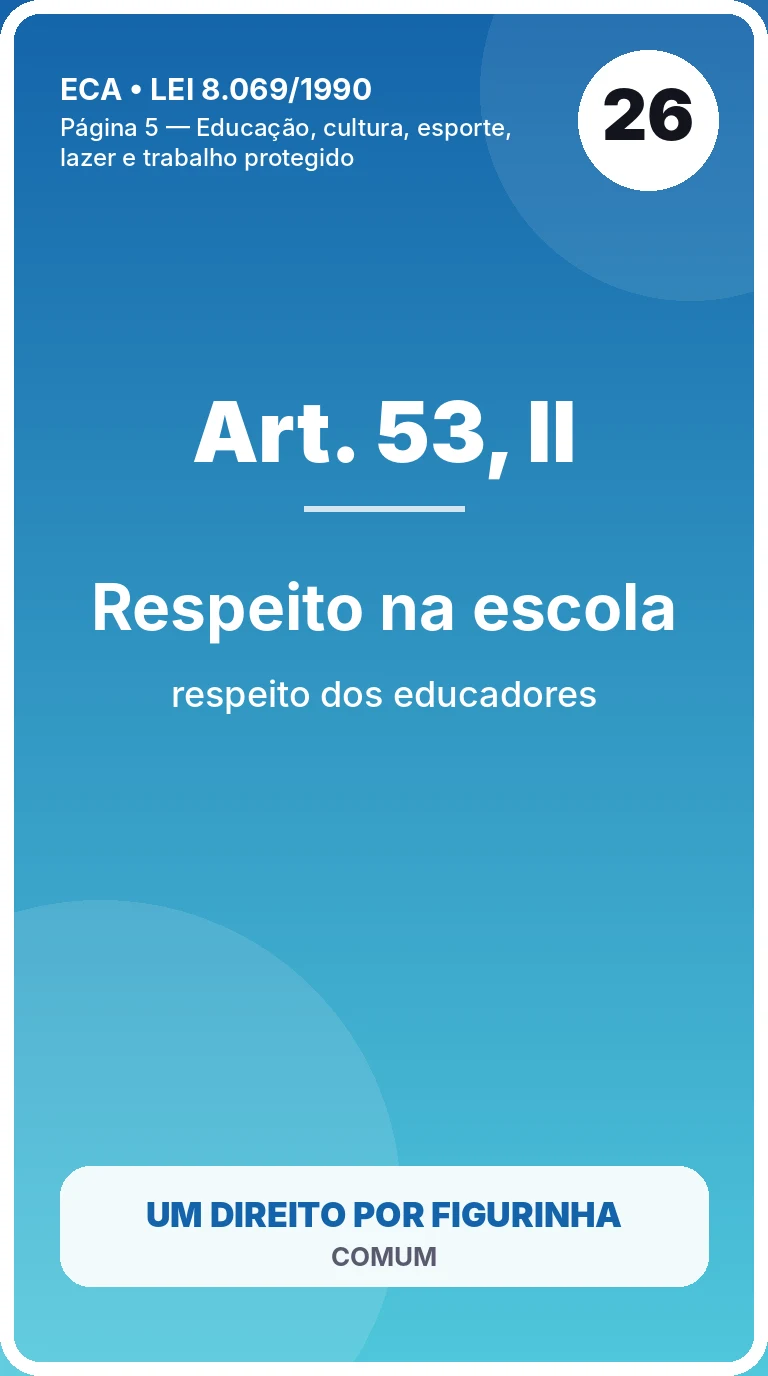 ECA • LEI 8.069/1990
Página 5 — Educação, cultura, esporte,
lazer e trabalho protegido
26
Art. 53, II
Respeito na escola
respeito dos educadores
UM DIREITO POR FIGURINHA
COMUM